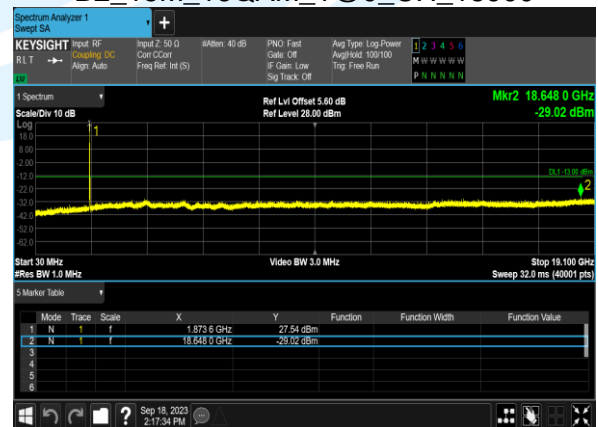 Spectrum Analyzer 1
Swept SA
KEYSIGHT
RLT
Input: RF
Coupling: DC
Align: Auto
Input Z: 50 Ω
Corr CCorr
Freq Ref: Int (S)
#Atten: 40 dB
PNO: Fast
Gate: Off
IF Gain: Low
Sig Track: Off
Avg Type: Log-Power
Avg|Hold: 100/100
Trig: Free Run
1 2 3 4 5 6
M W W W W W
P N N N N N
1 Spectrum
Scale/Div 10 dB
Ref Lvl Offset 5.60 dB
Ref Level 28.00 dBm
Mkr2 18.648 0 GHz
-29.02 dBm
Log
18.0
8.00
-2.00
-12.0
-22.0
-32.0
-42.0
-52.0
-62.0
1
DL1 -13.00 dBm
2
Start 30 MHz
#Res BW 1.0 MHz
Video BW 3.0 MHz
Stop 19.100 GHz
Sweep 32.0 ms (40001 pts)
5 Marker Table
Mode Trace Scale X Y Function Function Width Function Value
1 N 1 f 1.873 6 GHz 27.54 dBm
2 N 1 f 18.648 0 GHz -29.02 dBm
3
4
5
6
?
Sep 18, 2023
2:17:34 PM